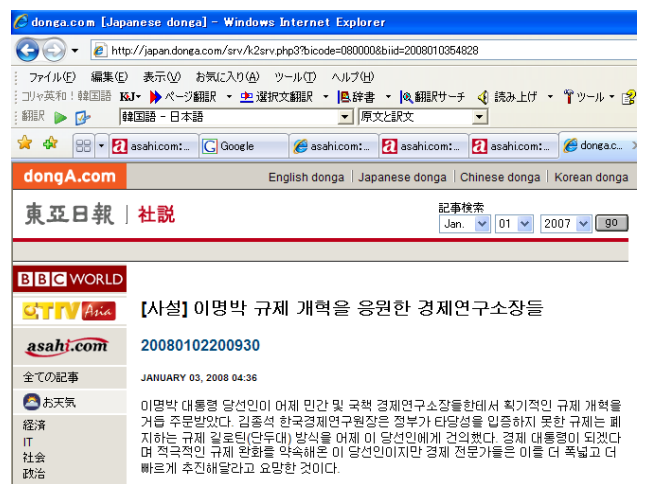 donga.com [Japanese donga] - Windows Internet Explorer
http://japan.donga.com/srv/k2srv.php3?bicode=080000&biid=2008010354828
ファイル(F) 編集(E) 表示(V) お気に入り(A) ツール(T) ヘルプ(H)
コリャ英和!韓国語 KJ ページ翻訳 選択文翻訳 辞書 翻訳サーチ 読み上げ ツール
翻訳 韓国語 - 日本語 原文と訳文
asahi.com:... Google asahi.com:... asahi.com:... asahi.com:... donga.c...
dongA.com English donga | Japanese donga | Chinese donga | Korean donga
東亞日報 | 社説
記事検索
Jan. 01 2007 go
BBC WORLD
Asia
asahi.com
全ての記事
お天気
経済
IT
社会
政治
[사설] 이명박 규제 개혁을 응원한 경제연구소장들
20080102200930
JANUARY 03, 2008 04:36
이명박 대통령 당선인이 어제 민간 및 국책 경제연구소장들한테서 획기적인 규제 개혁을
거듭 주문받았다. 김종석 한국경제연구원장은 정부가 타당성을 입증하지 못한 규제는 폐
지하는 규제 길로틴(단두대) 방식을 어제 이 당선인에게 건의했다. 경제 대통령이 되겠다
며 적극적인 규제 완화를 약속해온 이 당선인이지만 경제 전문가들은 이를 더 폭넓고 더
빠르게 추진해달라고 요망한 것이다.